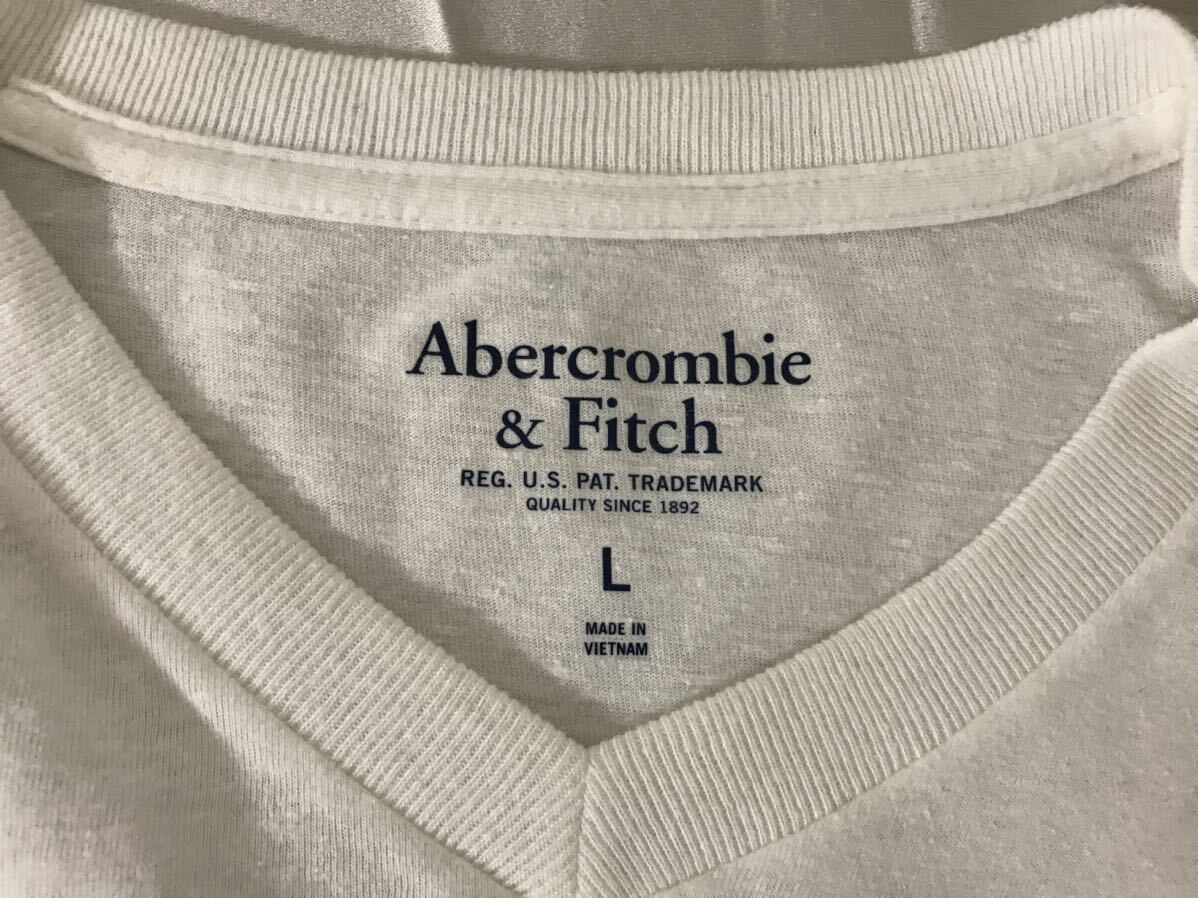 Abercrombie
& Fitch
REG. U.S. PAT. TRADEMARK
QUALITY SINCE 1892
L
MADE IN
VIETNAM